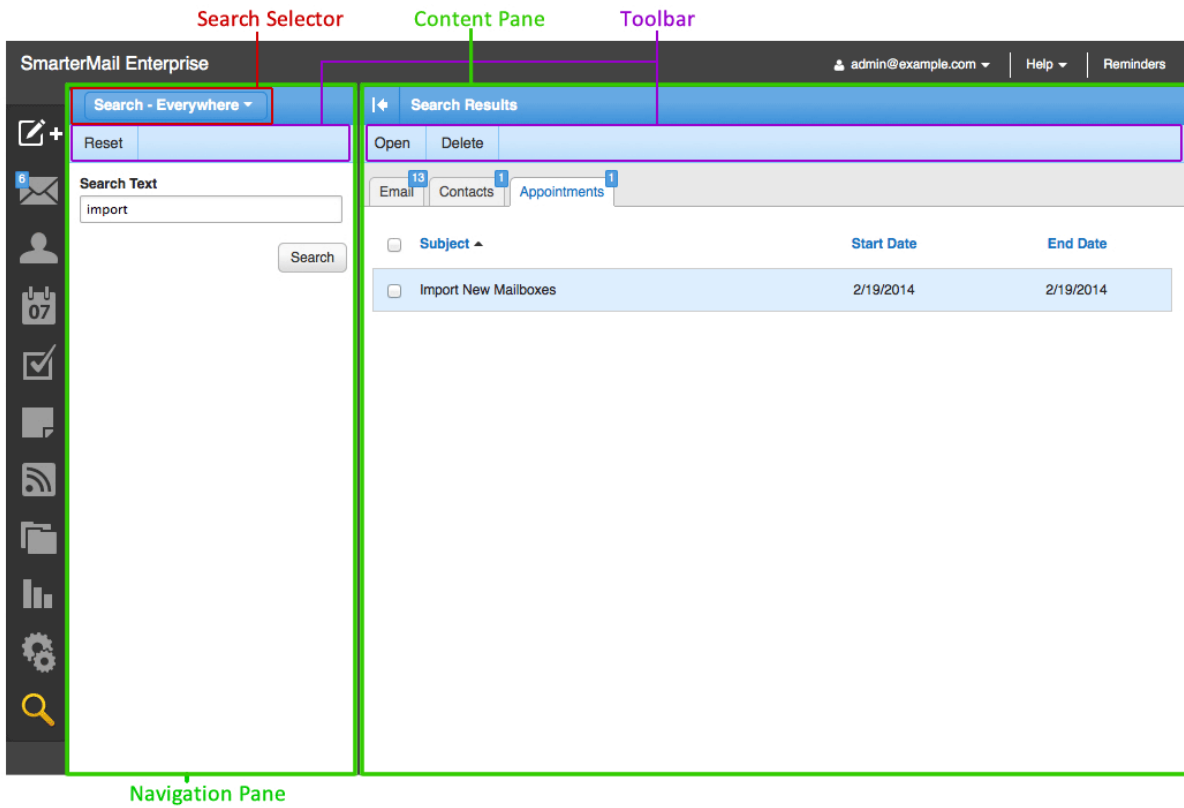 Search Selector Content Pane Toolbar
SmarterMail Enterprise admin@example.com Help Reminders
Search - Everywhere Search Results
Reset Open Delete
6
Search Text
13 1 1
Email Contacts Appointments
import
Subject Start Date End Date
Search
Import New Mailboxes 2/19/2014 2/19/2014
07
Navigation Pane